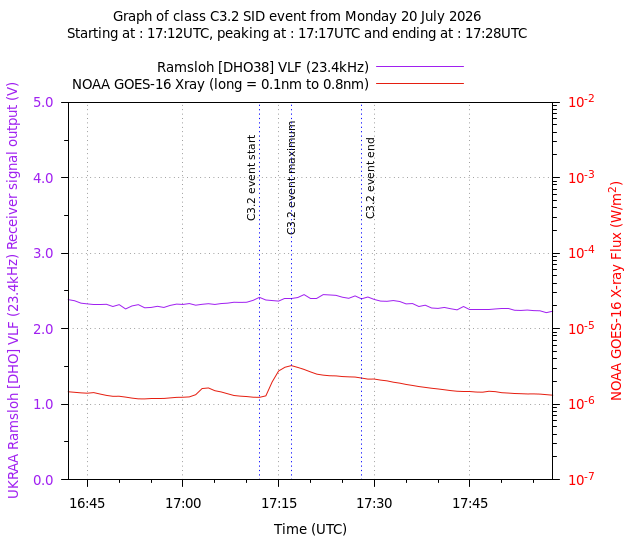 Graph of class C3.2 SID event from Monday 20 July 2026
Starting at : 17:12UTC, peaking at : 17:17UTC and ending at : 17:28UTC
Ramsloh [DHO38] VLF (23.4kHz)
NOAA GOES-16 Xray (long = 0.1nm to 0.8nm)
UKRAA Ramsloh [DHO] VLF (23.4kHz) Receiver signal output (V)
5.0
4.0
3.0
2.0
1.0
0.0
C3.2 event start
C3.2 event maximum
C3.2 event end
10-2
10-3
10-4
10-5
10-6
10-7
NOAA GOES-16 X-ray Flux (W/m2)
16:45
17:00
17:15
17:30
17:45
Time (UTC)